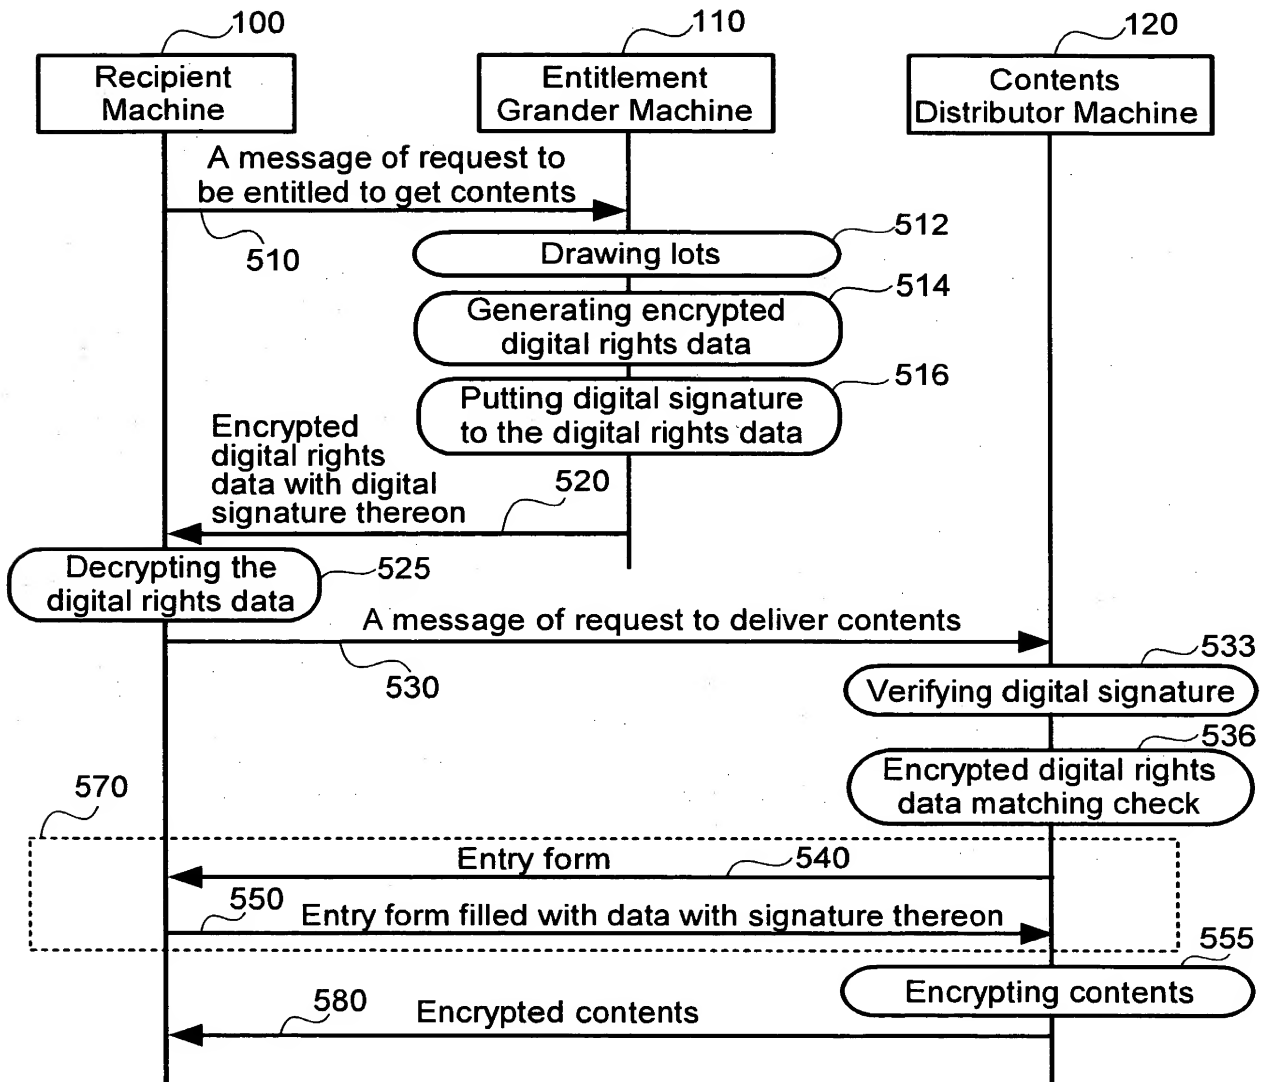 100
110
120
Recipient
Machine
Entitlement
Grander Machine
Contents
Distributor Machine
A message of request to
be entitled to get contents
510
512
Drawing lots
514
Generating encrypted
digital rights data
516
Putting digital signature
to the digital rights data
Encrypted
digital rights
data with digital
signature thereon
520
Decrypting the
digital rights data
525
A message of request to deliver contents
530
533
Verifying digital signature
536
Encrypted digital rights
data matching check
570
Entry form
540
550
Entry form filled with data with signature thereon
555
Encrypting contents
580
Encrypted contents